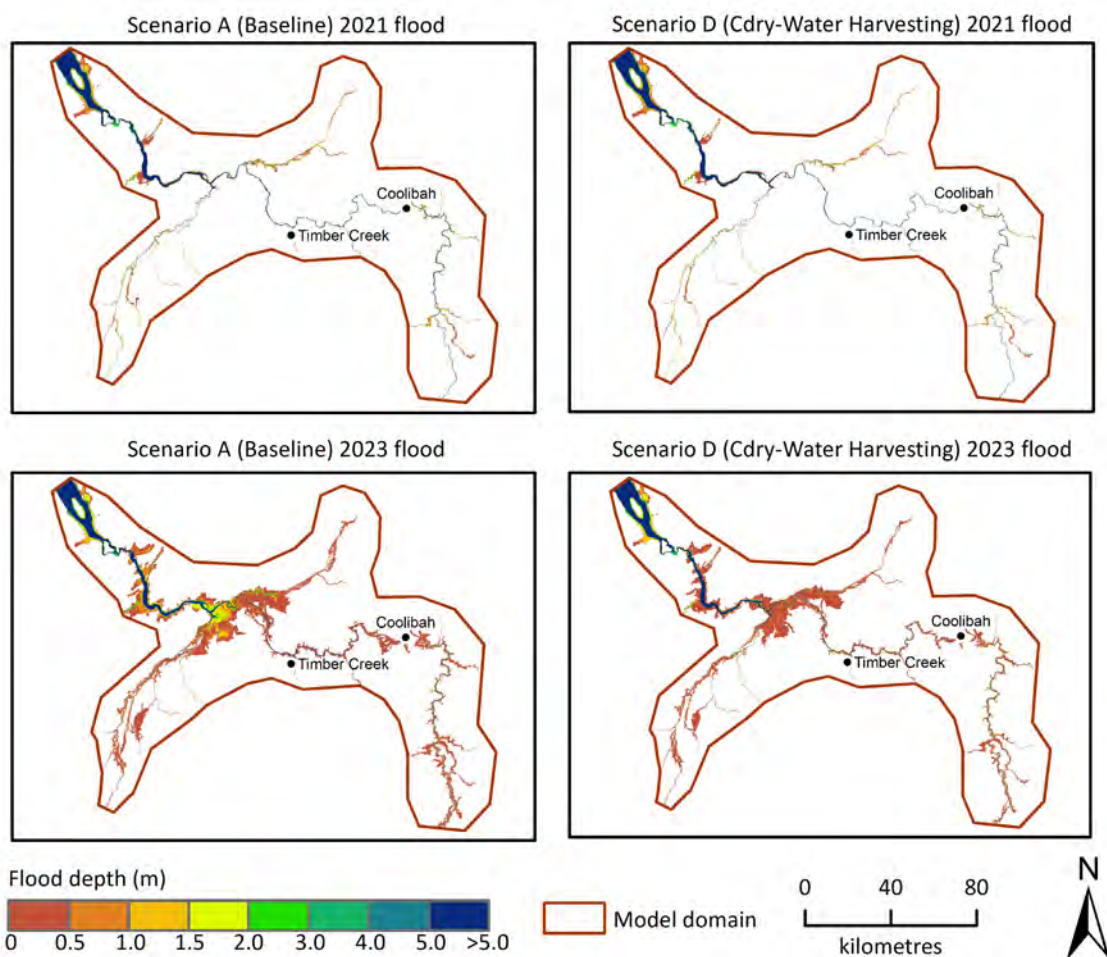 Scenario A (Baseline) 2021 flood
Scenario D (Cdry-Water Harvesting) 2021 flood
Coolibah
Timber Creek
Coolibah
Timber Creek
Scenario A (Baseline) 2023 flood
Scenario D (Cdry-Water Harvesting) 2023 flood
Coolibah
Timber Creek
Coolibah
Timber Creek
Flood depth (m)
0 0.5 1.0 1.5 2.0 3.0 4.0 5.0 >5.0
Model domain
0 40 80
kilometres
N